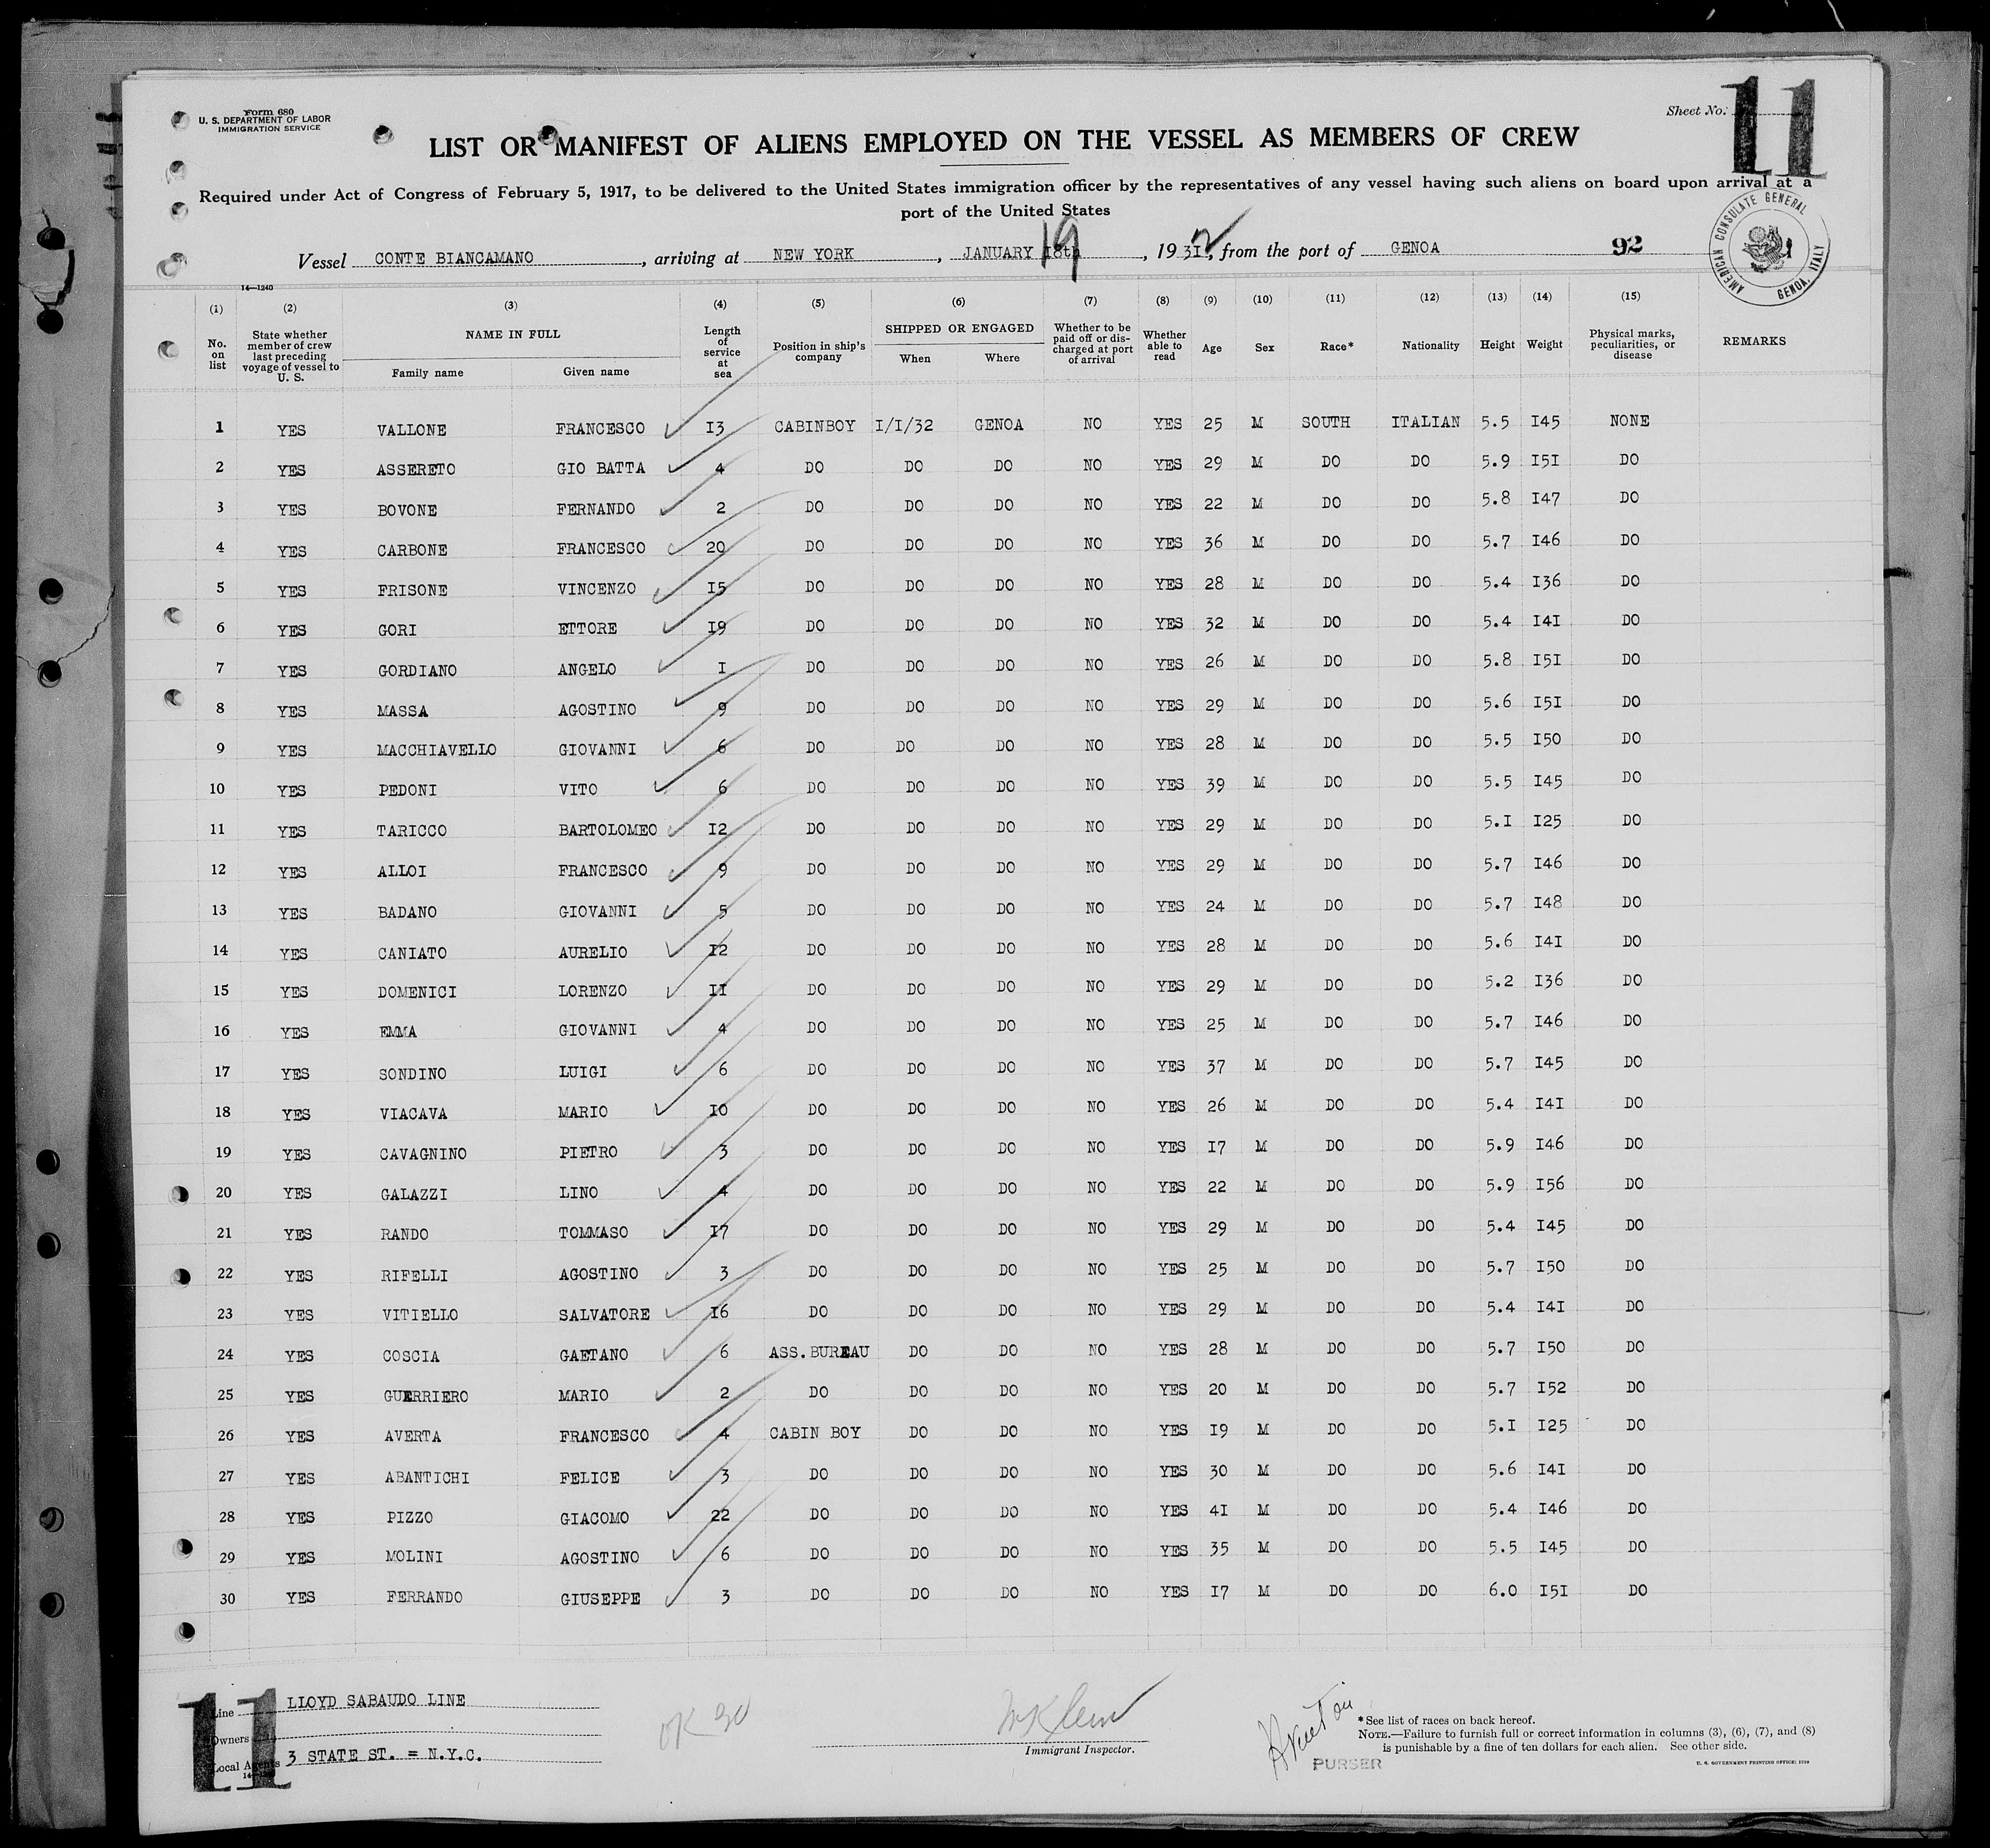 Form 680
U. S. DEPARTMENT OF LABOR
IMMIGRATION SERVICE
Sheet No. 11
LIST OR MANIFEST OF ALIENS EMPLOYED ON THE VESSEL AS MEMBERS OF CREW
Required under Act of Congress of February 5, 1917, to be delivered to the United States immigration officer by the representatives of any vessel having such aliens on board upon arrival at a
port of the United States
Vessel CONTE BIANCAMANO, arriving at NEW YORK, JANUARY 18th 19, 1931 2, from the port of GENOA 92
AMERICAN CONSULATE GENERAL GENOA, ITALY
14—1240
(1) (2) (3) (4) (5) (6) (7) (8) (9) (10) (11) (12) (13) (14) (15)
No. on list State whether member of crew last preceding voyage of vessel to U. S. NAME IN FULL Family name Given name Length of service at sea Position in ship's company SHIPPED OR ENGAGED When Where Whether to be paid off or discharged at port of arrival Whether able to read Age Sex Race* Nationality Height Weight Physical marks, peculiarities, or disease REMARKS
1 YES VALLONE FRANCESCO 13 CABINBOY I/I/32 GENOA NO YES 25 M SOUTH ITALIAN 5.5 I45 NONE
2 YES ASSERETO GIO BATTA 4 DO DO DO NO YES 29 M DO DO 5.9 I5I DO
3 YES BOVONE FERNANDO 2 DO DO DO NO YES 22 M DO DO 5.8 I47 DO
4 YES CARBONE FRANCESCO 20 DO DO DO NO YES 36 M DO DO 5.7 I46 DO
5 YES FRISONE VINCENZO I5 DO DO DO NO YES 28 M DO DO 5.4 I36 DO
6 YES GORI ETTORE I9 DO DO DO NO YES 32 M DO DO 5.4 I4I DO
7 YES GORDIANO ANGELO I DO DO DO NO YES 26 M DO DO 5.8 I5I DO
8 YES MASSA AGOSTINO 9 DO DO DO NO YES 29 M DO DO 5.6 I5I DO
9 YES MACCHIAVELLO GIOVANNI 6 DO DO DO NO YES 28 M DO DO 5.5 I50 DO
10 YES PEDONI VITO 6 DO DO DO NO YES 39 M DO DO 5.5 I45 DO
11 YES TARICCO BARTOLOMEO I2 DO DO DO NO YES 29 M DO DO 5.I I25 DO
12 YES ALLOI FRANCESCO 9 DO DO DO NO YES 29 M DO DO 5.7 I46 DO
13 YES BADANO GIOVANNI 5 DO DO DO NO YES 24 M DO DO 5.7 I48 DO
14 YES CANIATO AURELIO I2 DO DO DO NO YES 28 M DO DO 5.6 I4I DO
15 YES DOMENICI LORENZO II DO DO DO NO YES 29 M DO DO 5.2 I36 DO
16 YES EMMA GIOVANNI 4 DO DO DO NO YES 25 M DO DO 5.7 I46 DO
17 YES SONDINO LUIGI 6 DO DO DO NO YES 37 M DO DO 5.7 I45 DO
18 YES VIACAVA MARIO IO DO DO DO NO YES 26 M DO DO 5.4 I4I DO
19 YES CAVAGNINO PIETRO 3 DO DO DO NO YES I7 M DO DO 5.9 I46 DO
20 YES GALAZZI LINO 4 DO DO DO NO YES 22 M DO DO 5.9 I56 DO
21 YES RANDO TOMMASO I7 DO DO DO NO YES 29 M DO DO 5.4 I45 DO
22 YES RIFELLI AGOSTINO 3 DO DO DO NO YES 25 M DO DO 5.7 I50 DO
23 YES VITIELLO SALVATORE I6 DO DO DO NO YES 29 M DO DO 5.4 I4I DO
24 YES COSCIA GAETANO 6 ASS.BUREAU DO DO NO YES 28 M DO DO 5.7 I50 DO
25 YES GUERRIERO MARIO 2 DO DO DO NO YES 20 M DO DO 5.7 I52 DO
26 YES AVERTA FRANCESCO 4 CABIN BOY DO DO NO YES I9 M DO DO 5.I I25 DO
27 YES ABANTICHI FELICE 3 DO DO DO NO YES 30 M DO DO 5.6 I4I DO
28 YES PIZZO GIACOMO 22 DO DO DO NO YES 4I M DO DO 5.4 I46 DO
29 YES MOLINI AGOSTINO 6 DO DO DO NO YES 35 M DO DO 5.5 I45 DO
30 YES FERRANDO GIUSEPPE 3 DO DO DO NO YES I7 M DO DO 6.0 I5I DO
11
Line LLOYD SABAUDO LINE
Owners
Local Agents 3 STATE ST. = N.Y.C.
OK 30
Immigrant Inspector.
PURSER
*See list of races on back hereof.
NOTE.—Failure to furnish full or correct information in columns (3), (6), (7), and (8)
is punishable by a fine of ten dollars for each alien. See other side.
U. S. GOVERNMENT PRINTING OFFICE: 1929